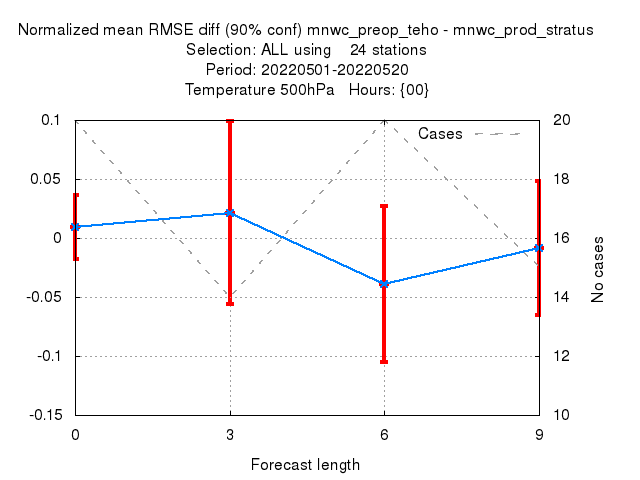 Normalized mean RMSE diff (90% conf) mnwc_preop_teho - mnwc_prod_stratus
Selection: ALL using    24 stations
Period: 20220501-20220520
Temperature 500hPa   Hours: {00}
Cases
0.1
0.05
0
-0.05
-0.1
-0.15
20
18
16
14
12
10
No cases
0 3 6 9
Forecast length